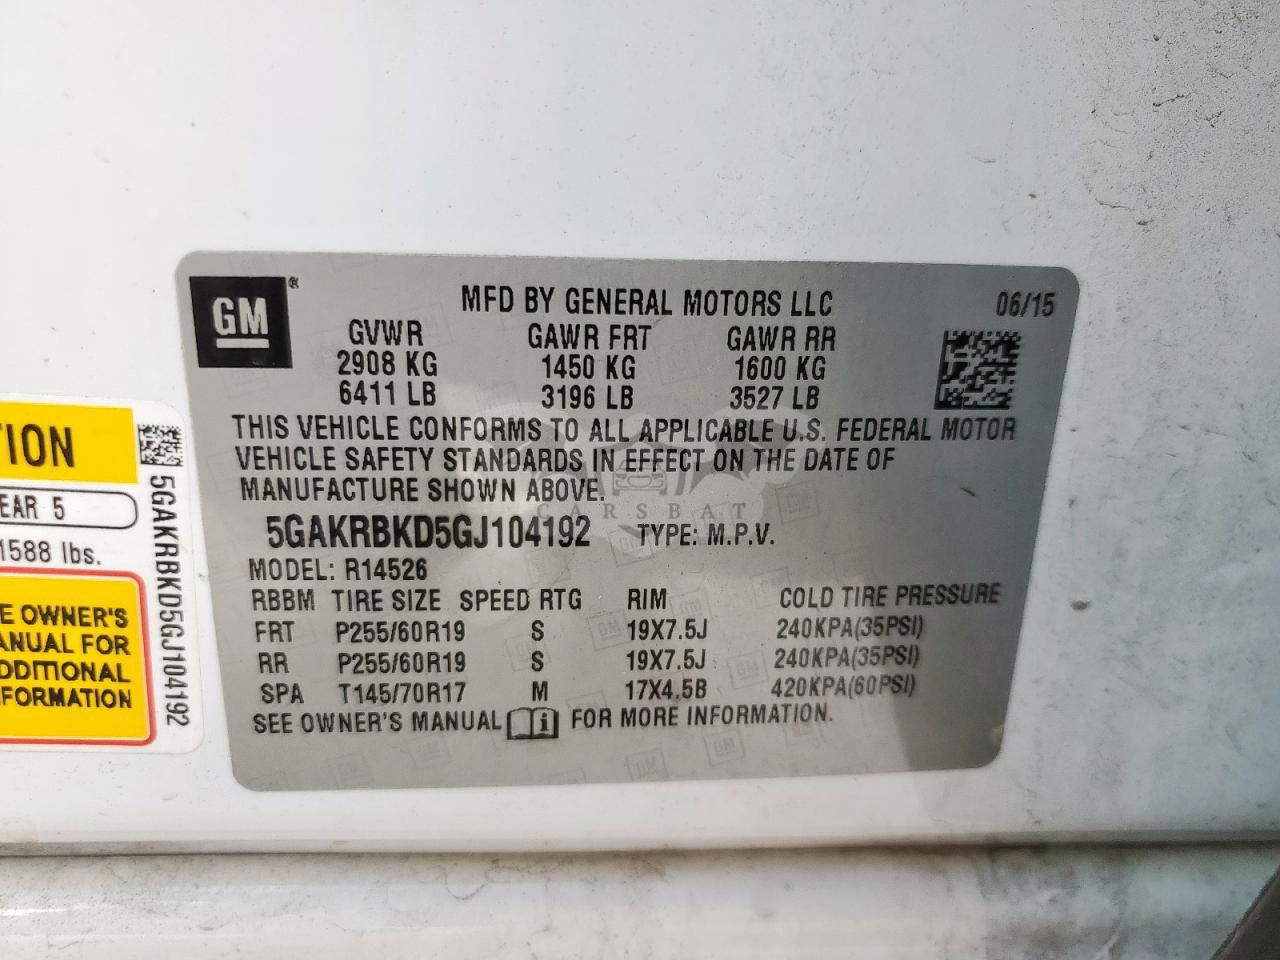 GM
MFD BY GENERAL MOTORS LLC 06/15
GVWR GAWR FRT GAWR RR
2908 KG 1450 KG 1600 KG
6411 LB 3196 LB 3527 LB
THIS VEHICLE CONFORMS TO ALL APPLICABLE U.S. FEDERAL MOTOR
VEHICLE SAFETY STANDARDS IN EFFECT ON THE DATE OF
MANUFACTURE SHOWN ABOVE.
CARSBAT
5GAKRBKD5GJ104192 TYPE: M.P.V.
MODEL: R14526
RBBM TIRE SIZE SPEED RTG RIM COLD TIRE PRESSURE
FRT P255/60R19 S 19X7.5J 240KPA(35PSI)
RR P255/60R19 S 19X7.5J 240KPA(35PSI)
SPA T145/70R17 M 17X4.5B 420KPA(60PSI)
SEE OWNER'S MANUAL i FOR MORE INFORMATION.
TION
EAR 5
1588 lbs.
E OWNER'S
ANUAL FOR
DDITIONAL
FORMATION
5GAKRBKD5GJ104192